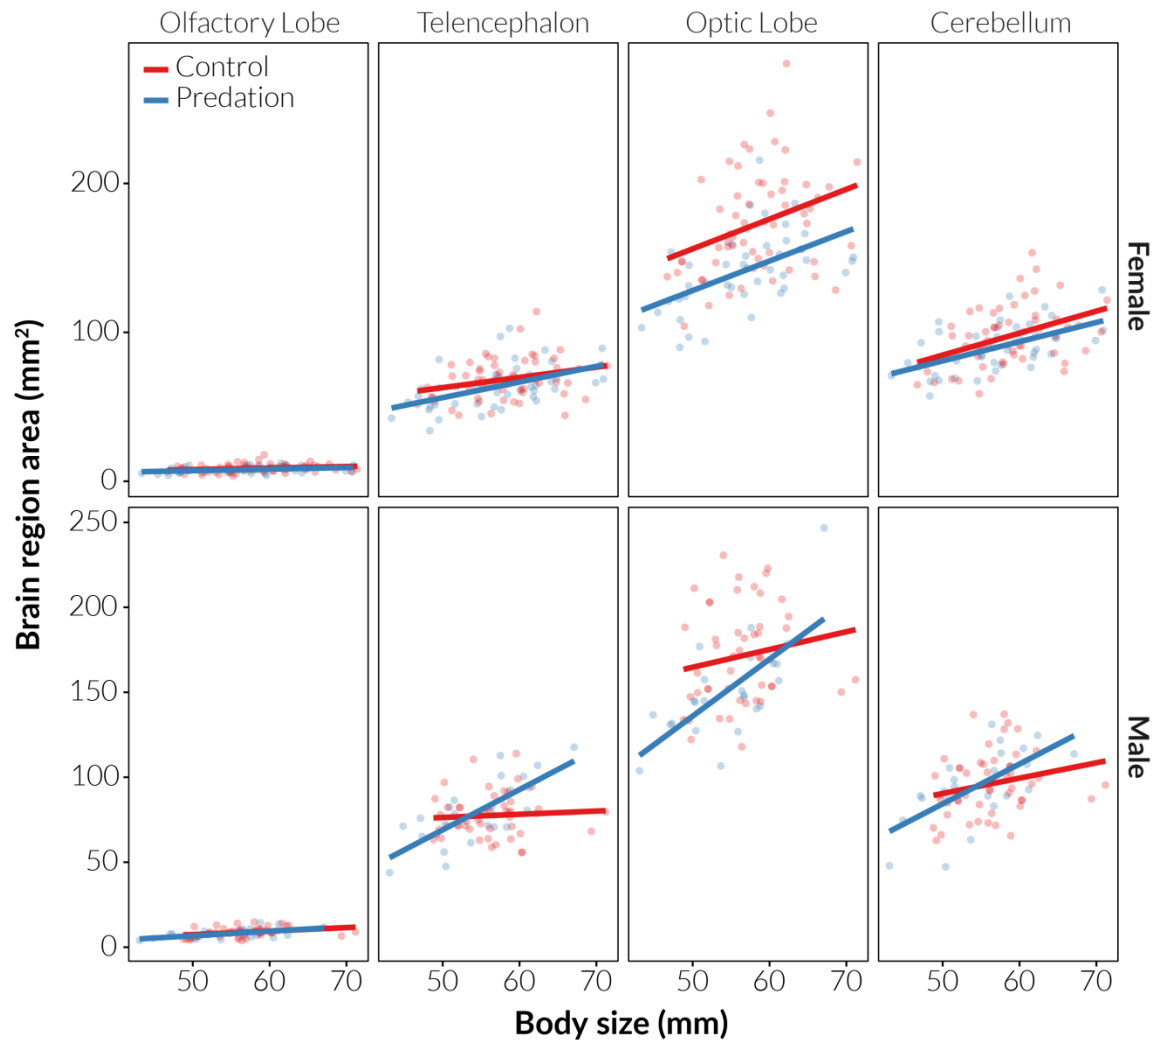 Olfactory Lobe Telencephalon Optic Lobe Cerebellum
Control
Predation
200
100
0
Female
Brain region area (mm²)
250
200
150
100
50
0
Male
50 60 70 50 60 70 50 60 70 50 60 70
Body size (mm)